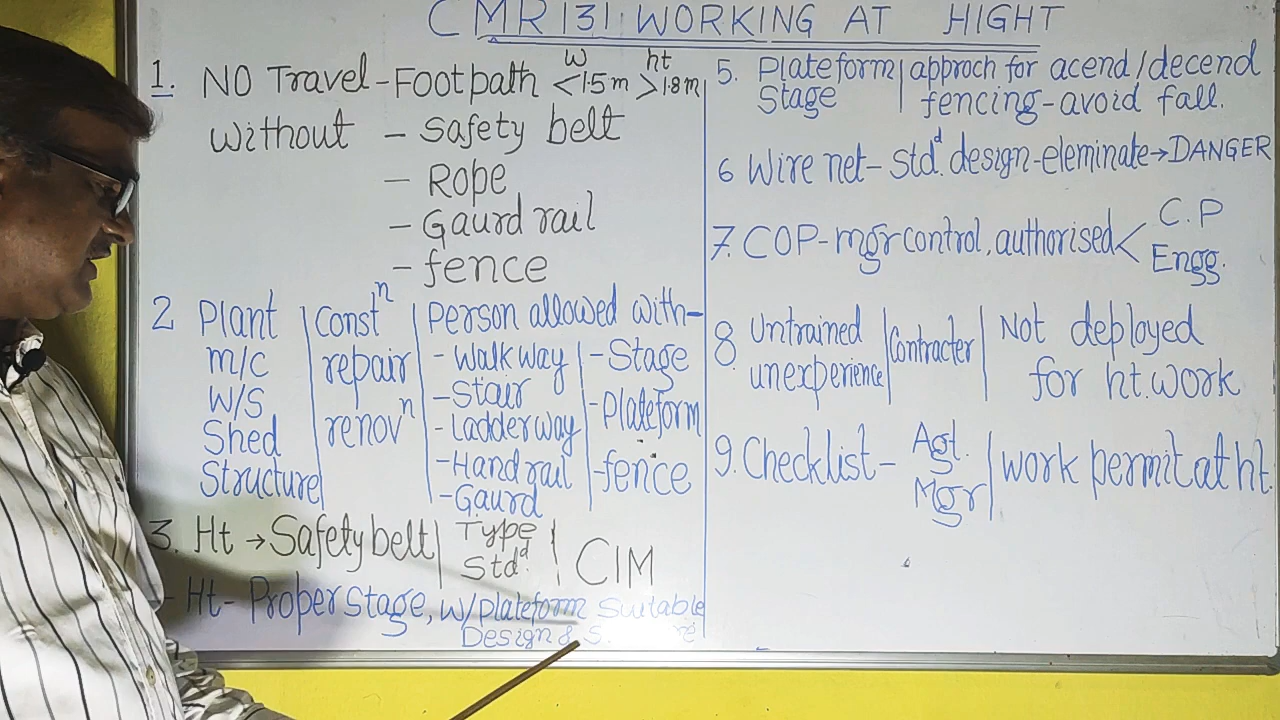 CMR 131: WORKING AT HIGHT
1. NO Travel-Footpath w <1.5m ht >1.8m
without - Safety belt
- Rope
- Gaurd rail
- fence
2 Plant | Constⁿ | Person allowed with-
m/c repair - walk way | - Stage
W/S renovⁿ - Stair - Plateform
Shed - Ladderway - fence
Structure - Hand rail
- Gaurd
3. Ht → Safety belt | Type Stdᵈ. | CIM
- Ht - Proper stage, w/plateform Suitable
Design &
5. Plateform | approch for acend/decend
Stage fencing-avoid fall.
6 Wire net- stdᵈ. design-eleminate→DANGER
7. COP-mgr control, authorised < C.P
Engg.
8 untrained | Contracter | Not deployed
unexperience for ht. work
9. Checklist - Agt. | work permit at ht.
Mgr